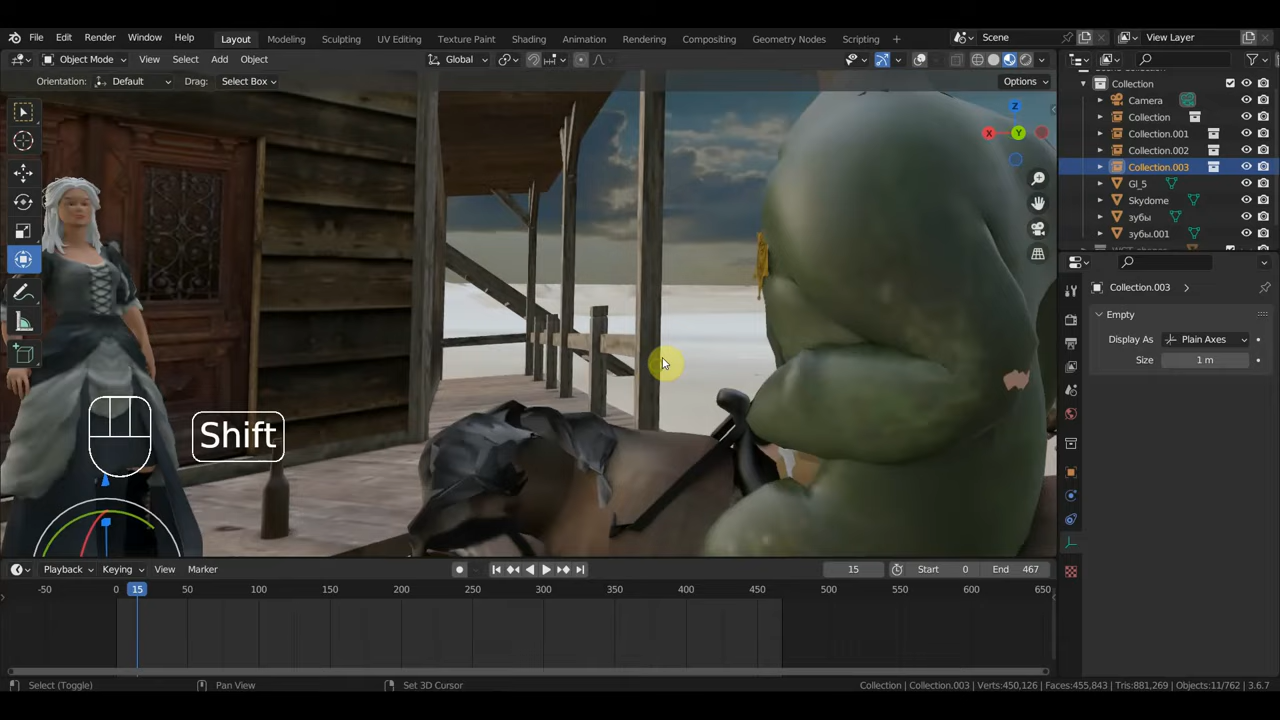 File Edit Render Window Help Layout Modeling Sculpting UV Editing Texture Paint Shading Animation Rendering Compositing Geometry Nodes Scripting + Scene View Layer
Object Mode View Select Add Object Global Options
Orientation: Default Drag: Select Box
Collection
Camera
Collection
Collection.001
Collection.002
Collection.003
Gl_5
Skydome
зубы
зубы.001
Z
X
Y
Collection.003
Empty
Display As Plain Axes
Size 1 m
Shift
Playback Keying View Marker 15 Start 0 End 467
-50 0 15 50 100 150 200 250 300 350 400 450 500 550 600 650
Select (Toggle) Pan View Set 3D Cursor Collection | Collection.003 | Verts:450,126 | Faces:455,843 | Tris:881,269 | Objects:11/762 | 3.6.7